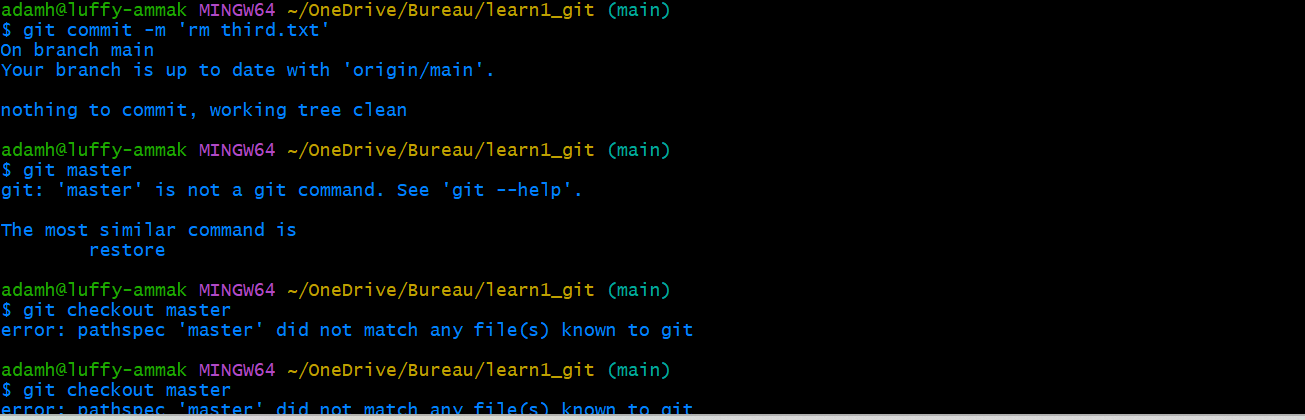 adamh@luffy-ammak MINGW64 ~/OneDrive/Bureau/learn1_git (main)
$ git commit -m 'rm third.txt'
On branch main
Your branch is up to date with 'origin/main'.
nothing to commit, working tree clean
adamh@luffy-ammak MINGW64 ~/OneDrive/Bureau/learn1_git (main)
$ git master
git: 'master' is not a git command. See 'git --help'.
The most similar command is
restore
adamh@luffy-ammak MINGW64 ~/OneDrive/Bureau/learn1_git (main)
$ git checkout master
error: pathspec 'master' did not match any file(s) known to git
adamh@luffy-ammak MINGW64 ~/OneDrive/Bureau/learn1_git (main)
$ git checkout master
error: pathspec 'master' did not match any file(s) known to git